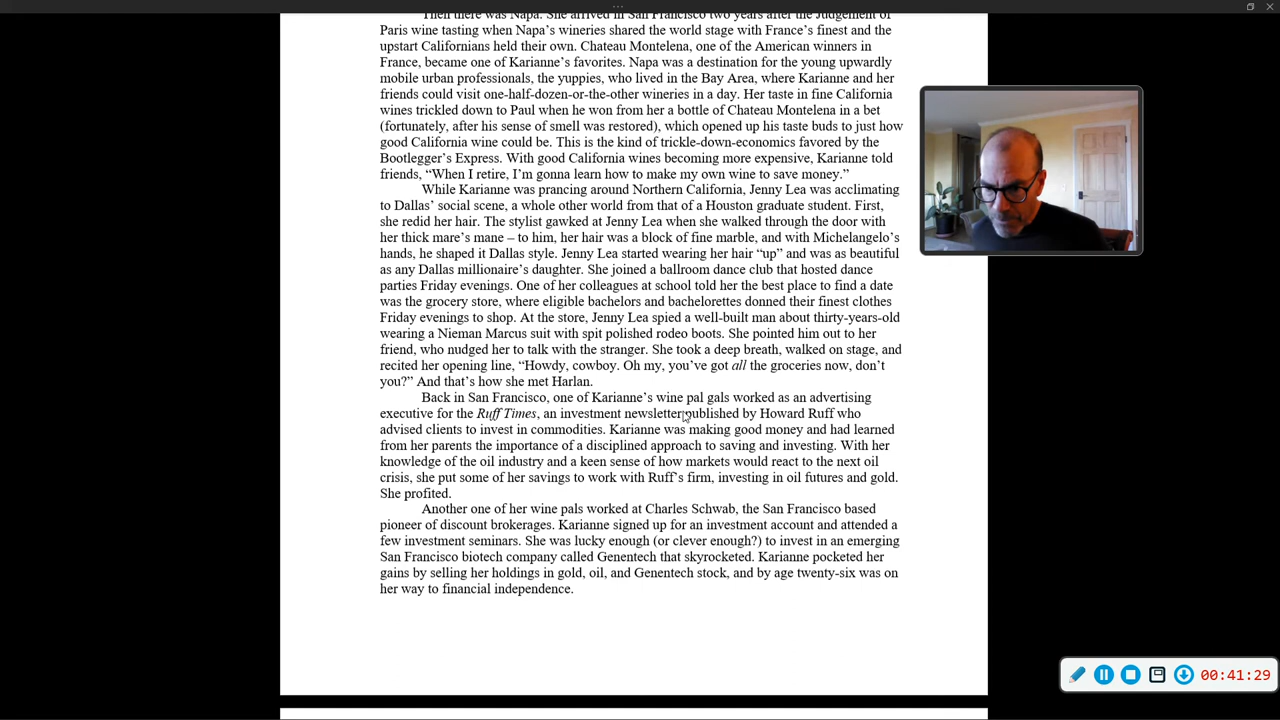 Then there was Napa. She arrived in San Francisco two years after the Judgement of
Paris wine tasting when Napa’s wineries shared the world stage with France’s finest and the
upstart Californians held their own. Chateau Montelena, one of the American winners in
France, became one of Karianne’s favorites. Napa was a destination for the young upwardly
mobile urban professionals, the yuppies, who lived in the Bay Area, where Karianne and her
friends could visit one-half-dozen-or-the-other wineries in a day. Her taste in fine California
wines trickled down to Paul when he won from her a bottle of Chateau Montelena in a bet
(fortunately, after his sense of smell was restored), which opened up his taste buds to just how
good California wine could be. This is the kind of trickle-down-economics favored by the
Bootlegger’s Express. With good California wines becoming more expensive, Karianne told
friends, “When I retire, I’m gonna learn how to make my own wine to save money.”
While Karianne was prancing around Northern California, Jenny Lea was acclimating
to Dallas’ social scene, a whole other world from that of a Houston graduate student. First,
she redid her hair. The stylist gawked at Jenny Lea when she walked through the door with
her thick mare’s mane – to him, her hair was a block of fine marble, and with Michelangelo’s
hands, he shaped it Dallas style. Jenny Lea started wearing her hair “up” and was as beautiful
as any Dallas millionaire’s daughter. She joined a ballroom dance club that hosted dance
parties Friday evenings. One of her colleagues at school told her the best place to find a date
was the grocery store, where eligible bachelors and bachelorettes donned their finest clothes
Friday evenings to shop. At the store, Jenny Lea spied a well-built man about thirty-years-old
wearing a Nieman Marcus suit with spit polished rodeo boots. She pointed him out to her
friend, who nudged her to talk with the stranger. She took a deep breath, walked on stage, and
recited her opening line, “Howdy, cowboy. Oh my, you’ve got all the groceries now, don’t
you?” And that’s how she met Harlan.
Back in San Francisco, one of Karianne’s wine pal gals worked as an advertising
executive for the Ruff Times, an investment newsletter published by Howard Ruff who
advised clients to invest in commodities. Karianne was making good money and had learned
from her parents the importance of a disciplined approach to saving and investing. With her
knowledge of the oil industry and a keen sense of how markets would react to the next oil
crisis, she put some of her savings to work with Ruff’s firm, investing in oil futures and gold.
She profited.
Another one of her wine pals worked at Charles Schwab, the San Francisco based
pioneer of discount brokerages. Karianne signed up for an investment account and attended a
few investment seminars. She was lucky enough (or clever enough?) to invest in an emerging
San Francisco biotech company called Genentech that skyrocketed. Karianne pocketed her
gains by selling her holdings in gold, oil, and Genentech stock, and by age twenty-six was on
her way to financial independence.
00:41:29